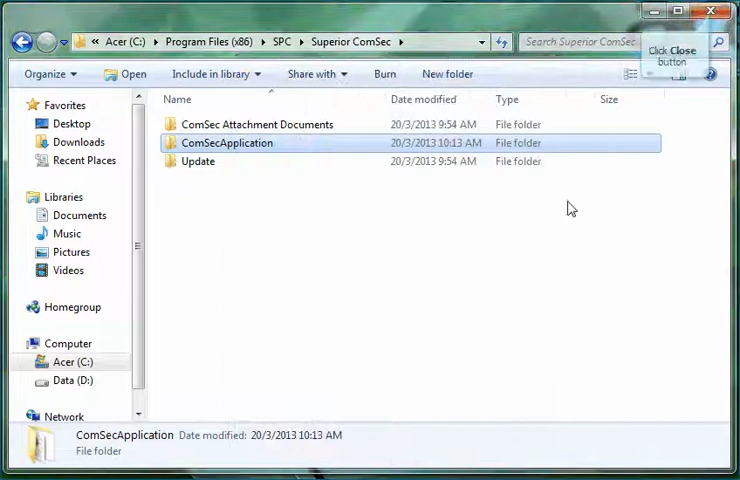 « Acer (C:) ▸ Program Files (x86) ▸ SPC ▸ Superior ComSec ▸
Search Superior ComSec
Click Close
button
Organize ▾ Open Include in library ▾ Share with ▾ Burn New folder
Name Date modified Type Size
ComSec Attachment Documents 20/3/2013 9:54 AM File folder
ComSecApplication 20/3/2013 10:13 AM File folder
Update 20/3/2013 9:54 AM File folder
Favorites
Desktop
Downloads
Recent Places
Libraries
Documents
Music
Pictures
Videos
Homegroup
Computer
Acer (C:)
Data (D:)
Network
ComSecApplication Date modified: 20/3/2013 10:13 AM
File folder